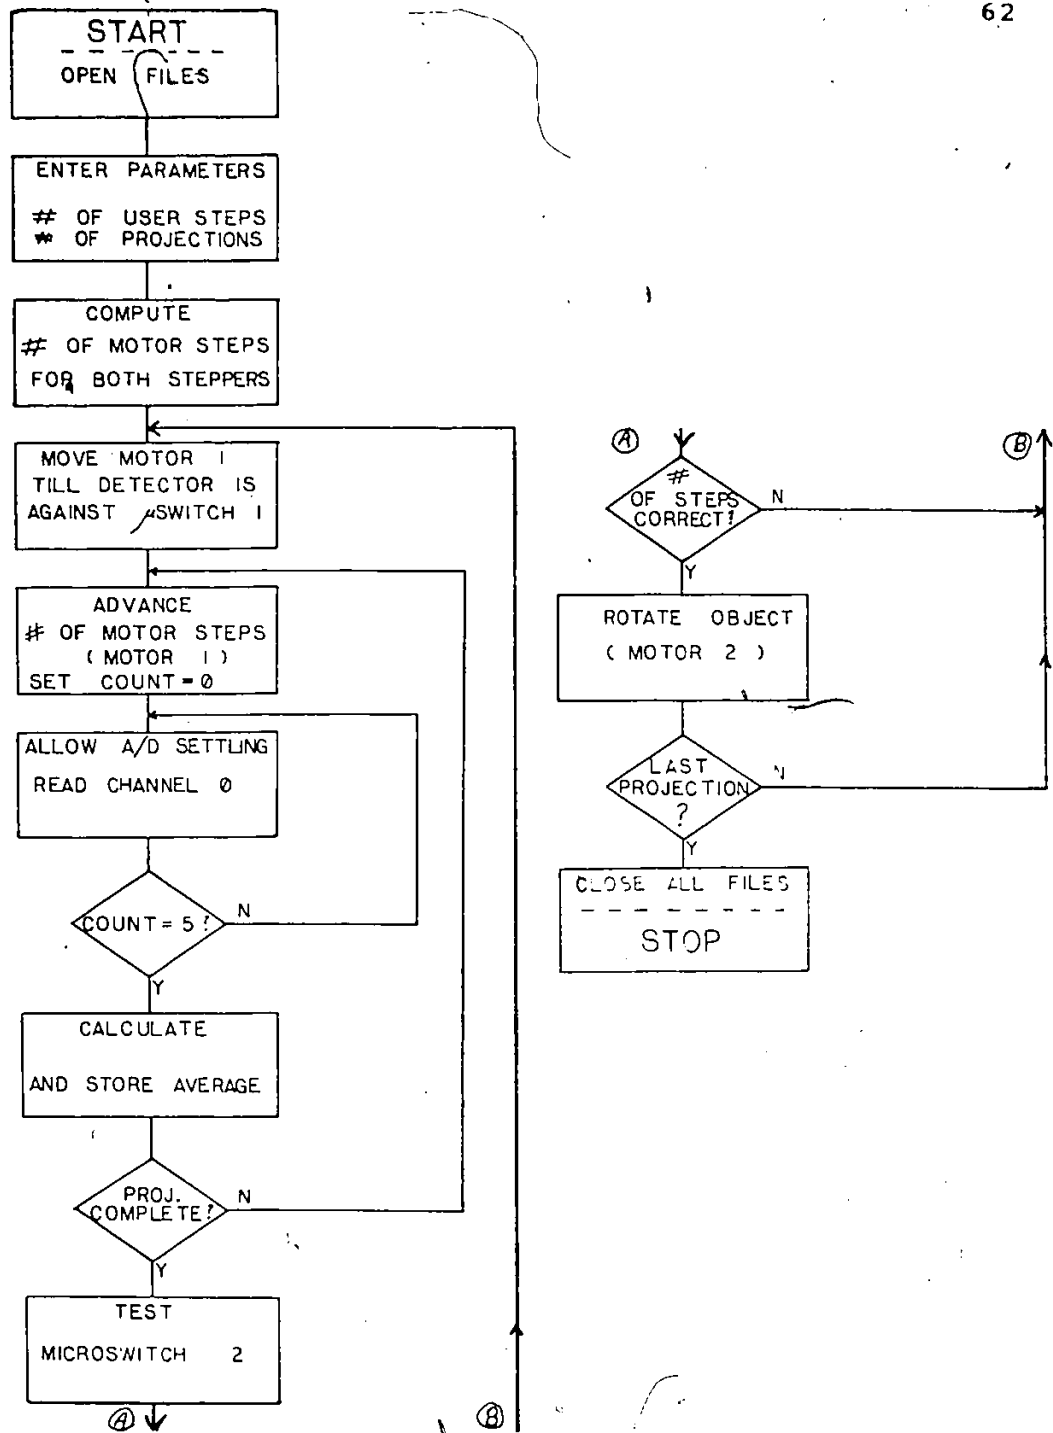 62
START
OPEN FILES
ENTER PARAMETERS
# OF USER STEPS
# OF PROJECTIONS
COMPUTE
# OF MOTOR STEPS
FOR BOTH STEPPERS
MOVE MOTOR 1
TILL DETECTOR IS
AGAINST µSWITCH 1
ADVANCE
# OF MOTOR STEPS
( MOTOR 1 )
SET COUNT = 0
ALLOW A/D SETTLING
READ CHANNEL 0
COUNT = 5 ?
N
Y
CALCULATE
AND STORE AVERAGE
PROJ.
COMPLETE ?
N
Y
TEST
MICROSWITCH 2
A
B
A
B
#
OF STEPS
CORRECT ?
N
Y
ROTATE OBJECT
( MOTOR 2 )
LAST
PROJECTION
?
N
Y
CLOSE ALL FILES
STOP